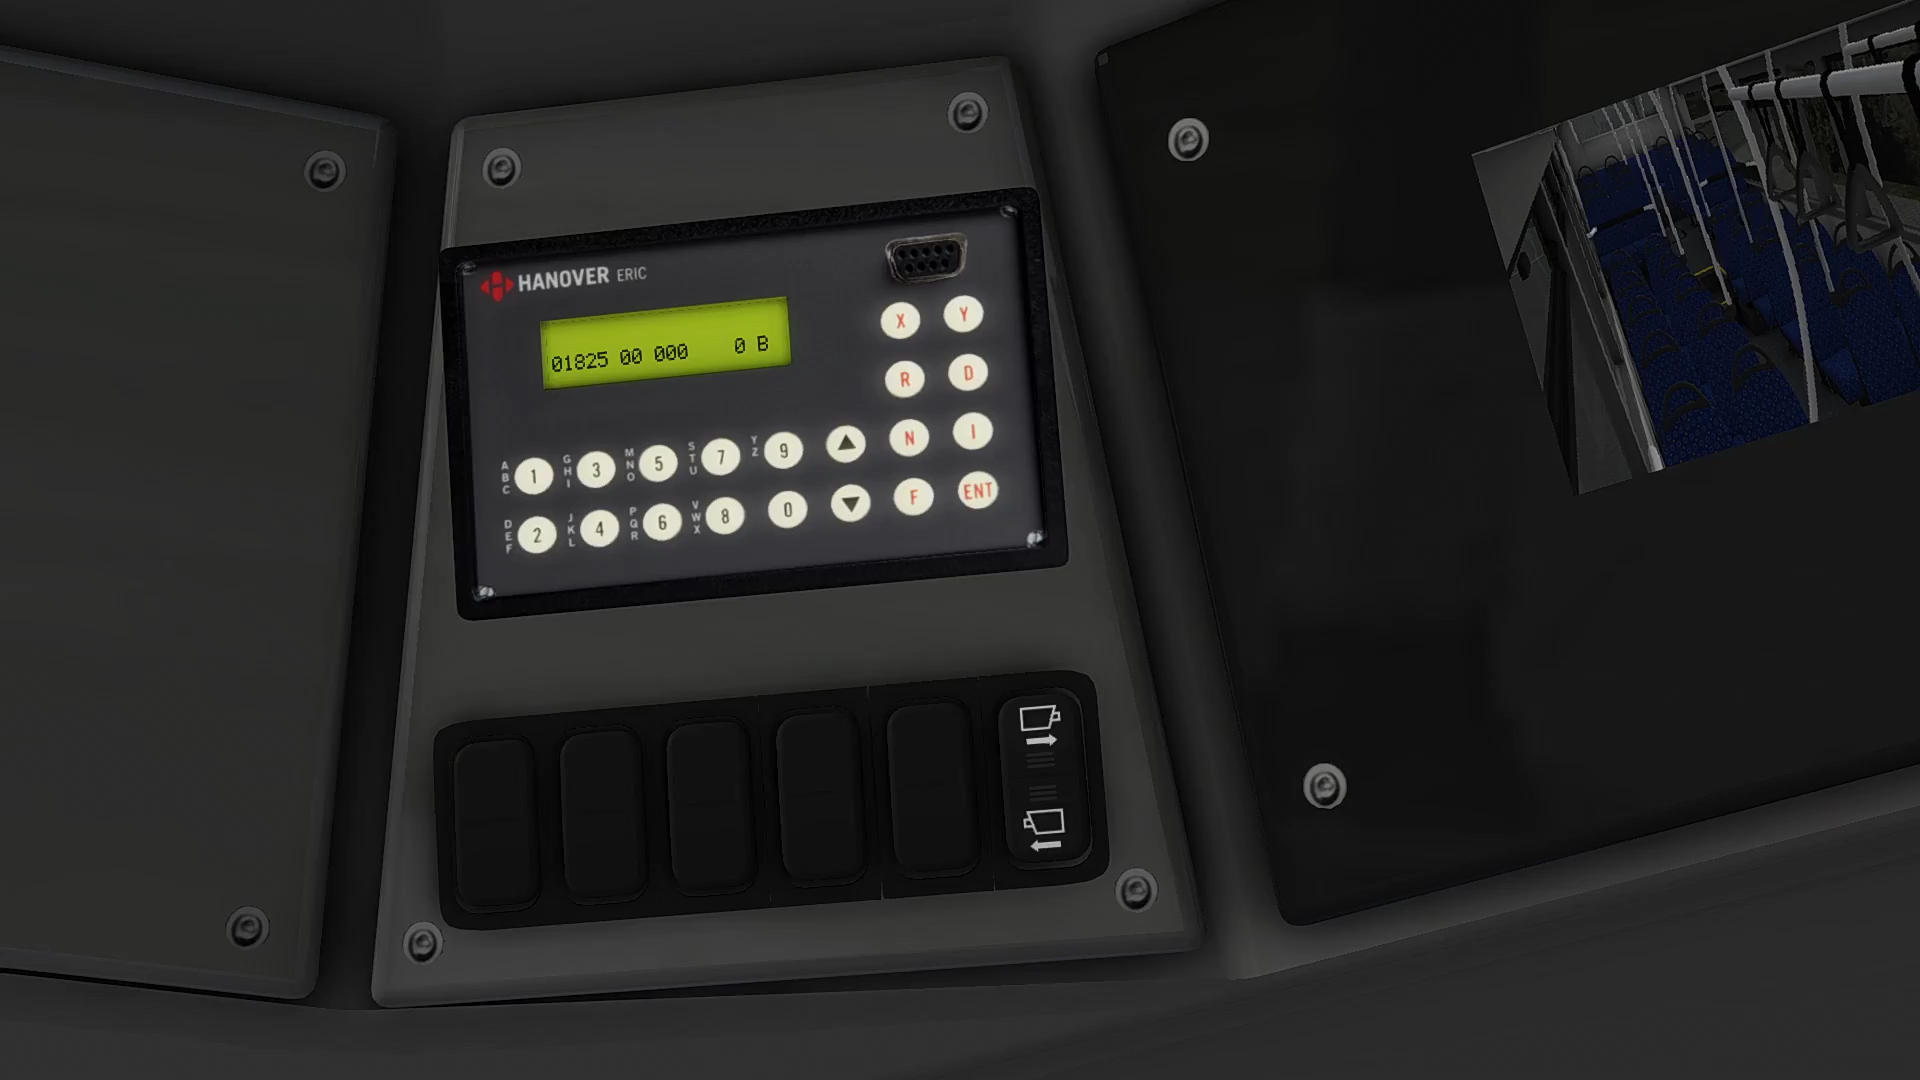 HANOVER ERIC
01825 00 000 0 B
X Y
R D
N I
F ENT
ABC 1 GHI 3 MNO 5 STU 7 YZ 9
DEF 2 JKL 4 PQR 6 VWX 8 0